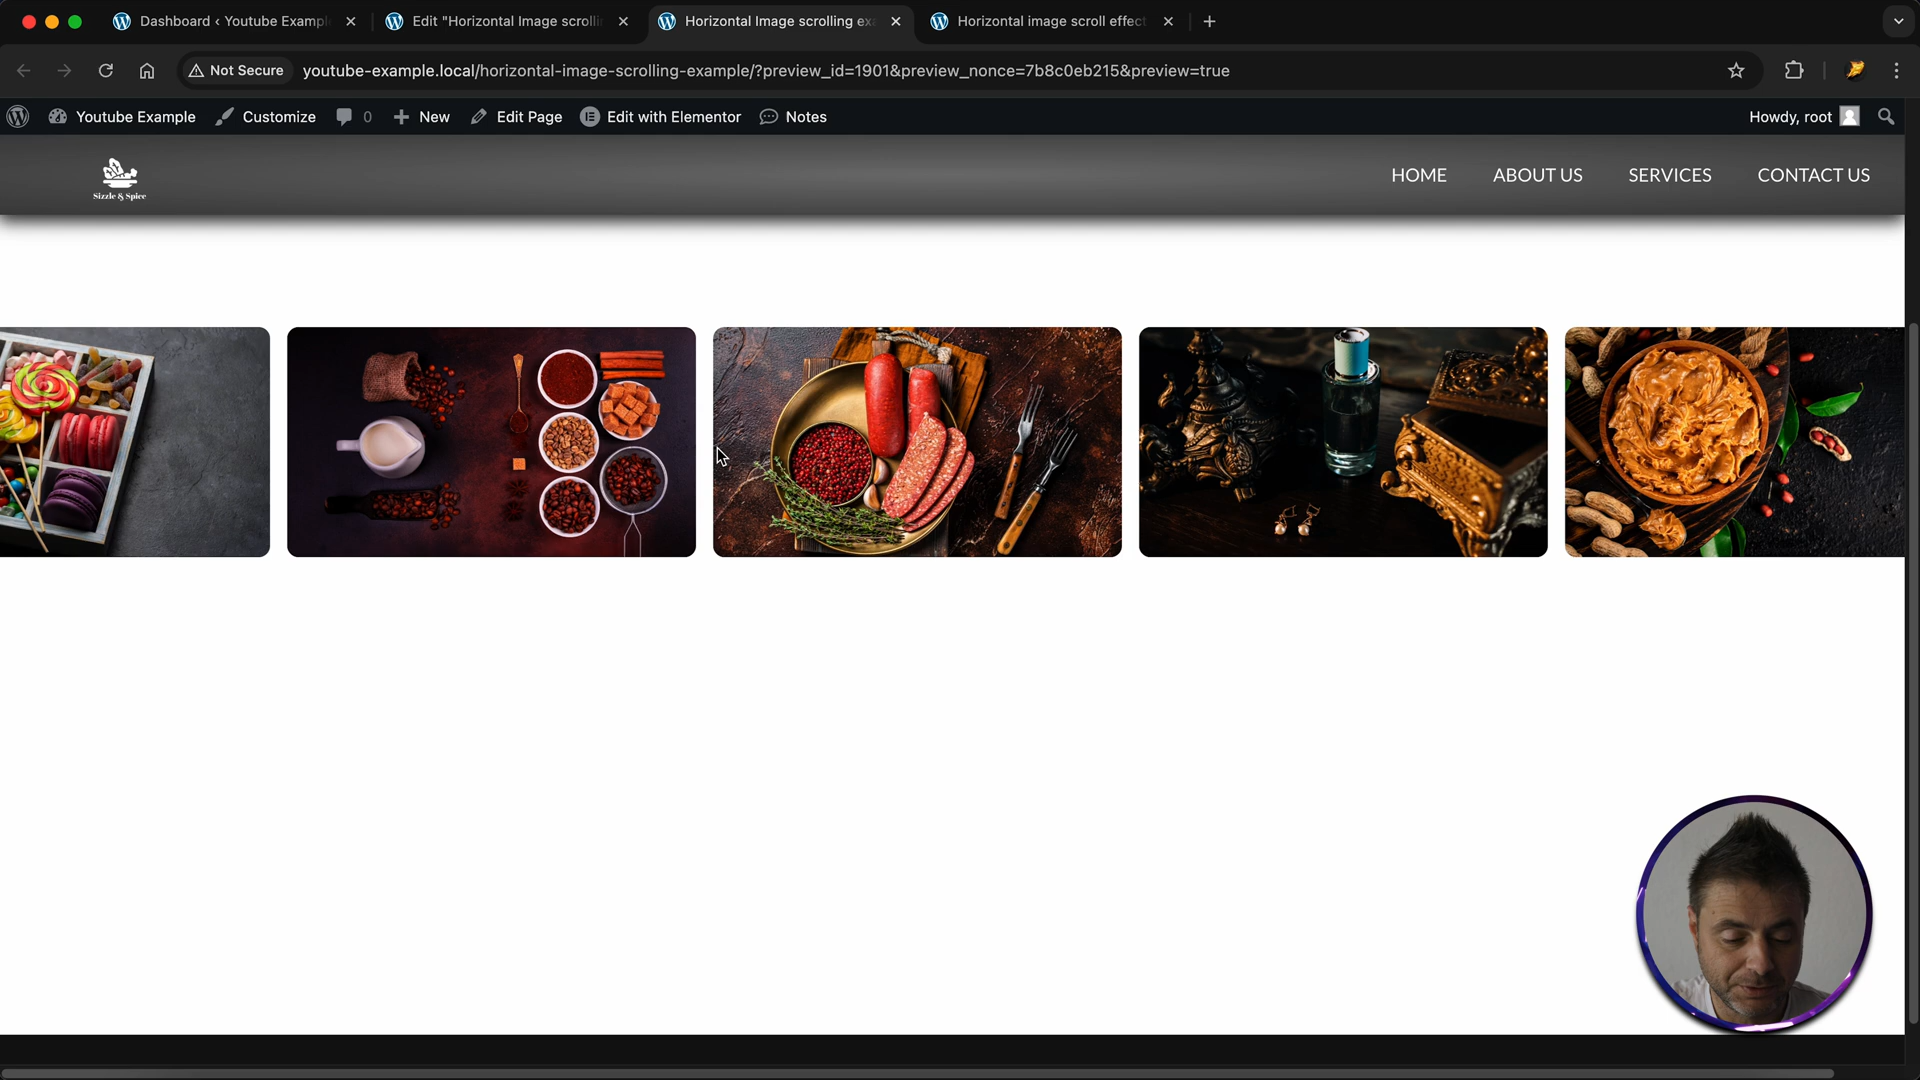 Dashboard ‹ Youtube Example
Edit "Horizontal Image scrolli
Horizontal Image scrolling exa
Horizontal image scroll effect
Not Secure
youtube-example.local/horizontal-image-scrolling-example/?preview_id=1901&preview_nonce=7b8c0eb215&preview=true
Youtube Example
Customize
0
New
Edit Page
Edit with Elementor
Notes
Howdy, root
Sizzle & Spice
HOME
ABOUT US
SERVICES
CONTACT US